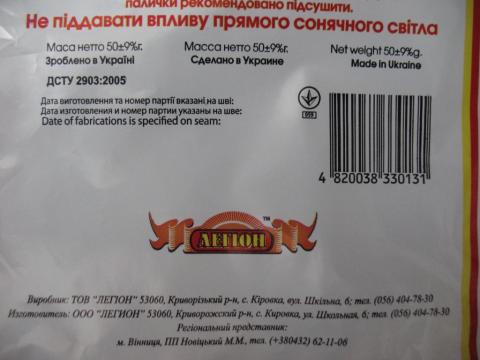 палички рекомендовано підсушити.
Не піддавати впливу прямого сонячного світла
Маса нетто 50±9%г. Масса нетто 50±9%г. Net weight 50±9%g.
Зроблено в Україні Сделано в Украине Made in Ukraine
ДСТУ 2903:2005
Дата виготовлення та номер партії вказані на шві:
Дата изготовления и номер партии указаны на шве:
Date of fabrications is specified on seam:
059
4 820038 330131
ЛЕГІОН TM
Виробник: ТОВ "ЛЕГІОН" 53060, Криворізький р-н, с. Кіровка, вул. Шкільна, 6; тел. (056) 404-78-30
Изготовитель: ООО "ЛЕГИОН" 53060, Криворожский р-н, с. Кировка, ул. Школьная, 6; тел. (056) 404-78-30
Регіональний представник:
м. Вінниця, ПП Новіцький М.М., тел. (+380432) 62-11-06